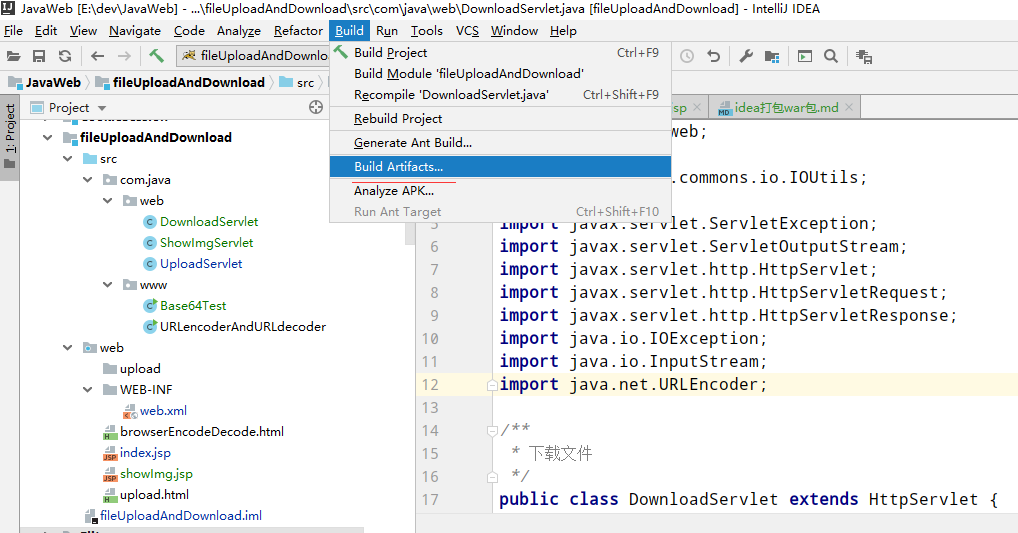 JavaWeb [E:\dev\JavaWeb] - ...\fileUploadAndDownload\src\com\java\web\DownloadServlet.java [fileUploadAndDownload] - IntelliJ IDEA
File Edit View Navigate Code Analyze Refactor Build Run Tools VCS Window Help
fileUploadAndDownlo
JavaWeb fileUploadAndDownload src
Build Project Ctrl+F9
Build Module 'fileUploadAndDownload'
Recompile 'DownloadServlet.java' Ctrl+Shift+F9
Rebuild Project
Generate Ant Build...
Build Artifacts...
Analyze APK...
Run Ant Target Ctrl+Shift+F10
1: Project
Project
fileUploadAndDownload
src
com.java
web
DownloadServlet
ShowImgServlet
UploadServlet
www
Base64Test
URLencoderAndURLdecoder
web
upload
WEB-INF
web.xml
browserEncodeDecode.html
index.jsp
showImg.jsp
upload.html
fileUploadAndDownload.iml
sp idea打包war包.md
web;
.commons.io.IOUtils;
5 import javax.servlet.ServletException;
6 import javax.servlet.ServletOutputStream;
7 import javax.servlet.http.HttpServlet;
8 import javax.servlet.http.HttpServletRequest;
9 import javax.servlet.http.HttpServletResponse;
10 import java.io.IOException;
11 import java.io.InputStream;
12 import java.net.URLEncoder;
13
14 /**
15 * 下载文件
16 */
17 public class DownloadServlet extends HttpServlet {